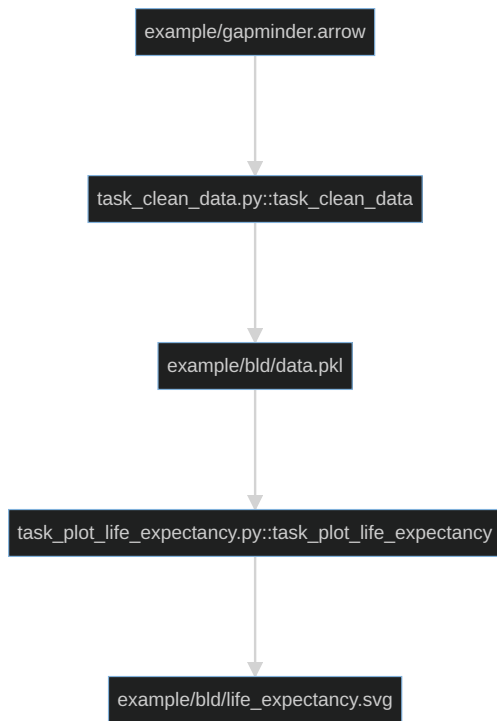 example/gapminder.arrow
task_clean_data.py::task_clean_data
example/bld/data.pkl
task_plot_life_expectancy.py::task_plot_life_expectancy
example/bld/life_expectancy.svg